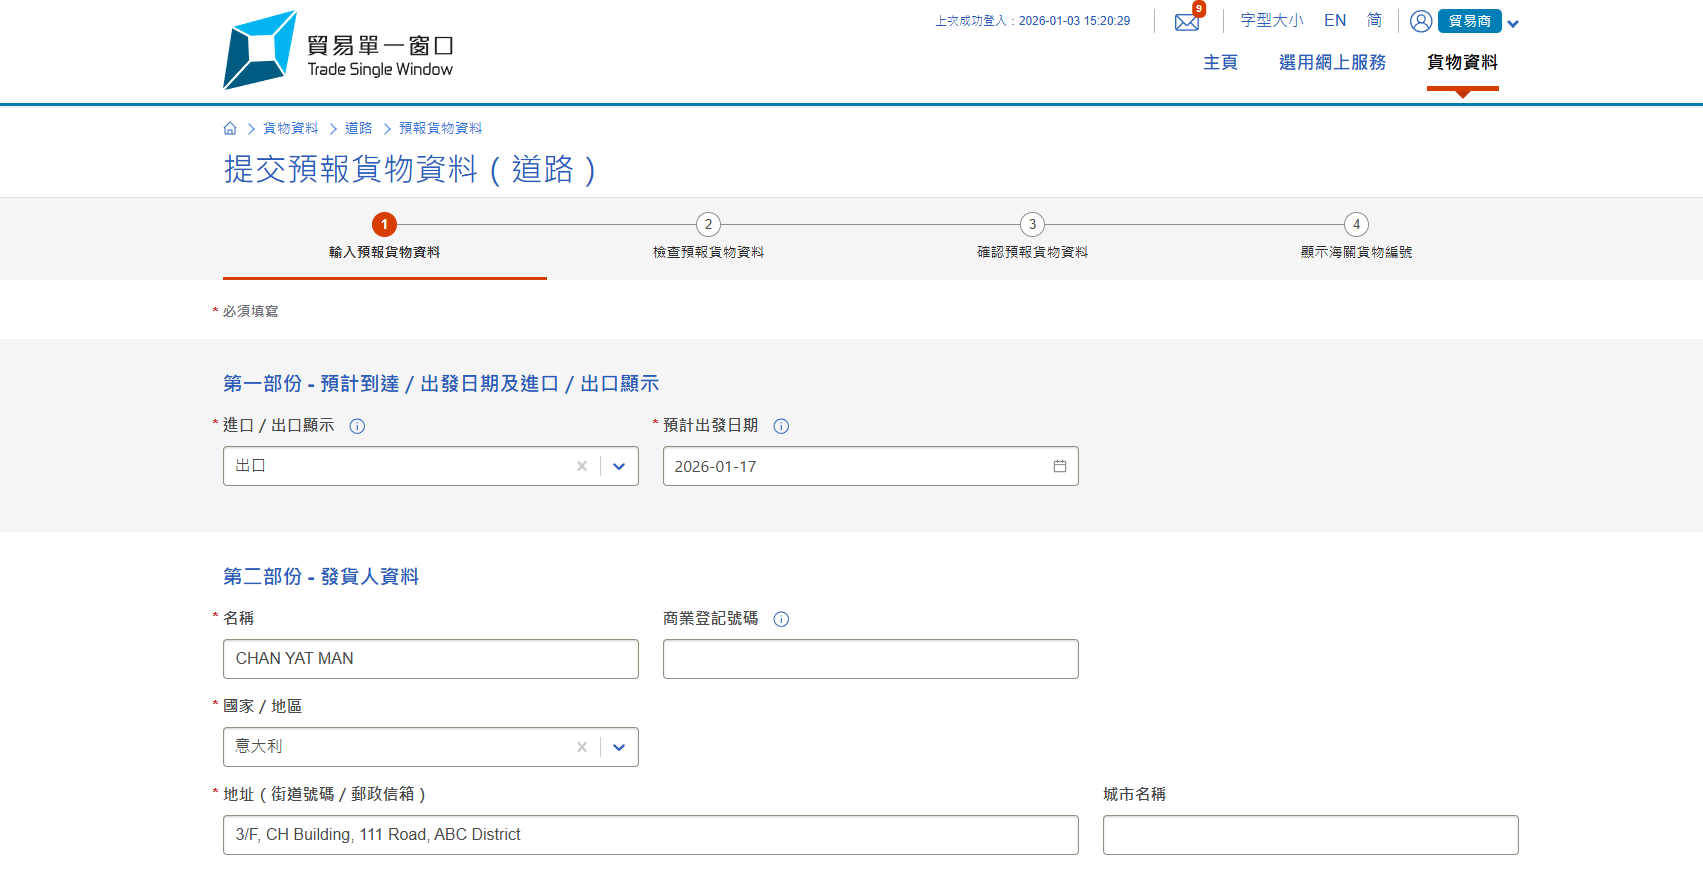 貿易單一窗口
Trade Single Window
上次成功登入：2026-01-03 15:20:29
9
字型大小
EN
简
貿易商
主頁
選用網上服務
貨物資料
貨物資料 > 道路 > 預報貨物資料
提交預報貨物資料 ( 道路 )
1
2
3
4
輸入預報貨物資料
檢查預報貨物資料
確認預報貨物資料
顯示海關貨物編號
* 必須填寫
第一部份 - 預計到達 / 出發日期及進口 / 出口顯示
* 進口 / 出口顯示
* 預計出發日期
出口
2026-01-17
第二部份 - 發貨人資料
* 名稱
商業登記號碼
CHAN YAT MAN
* 國家 / 地區
意大利
* 地址 ( 街道號碼 / 郵政信箱 )
城市名稱
3/F, CH Building, 111 Road, ABC District